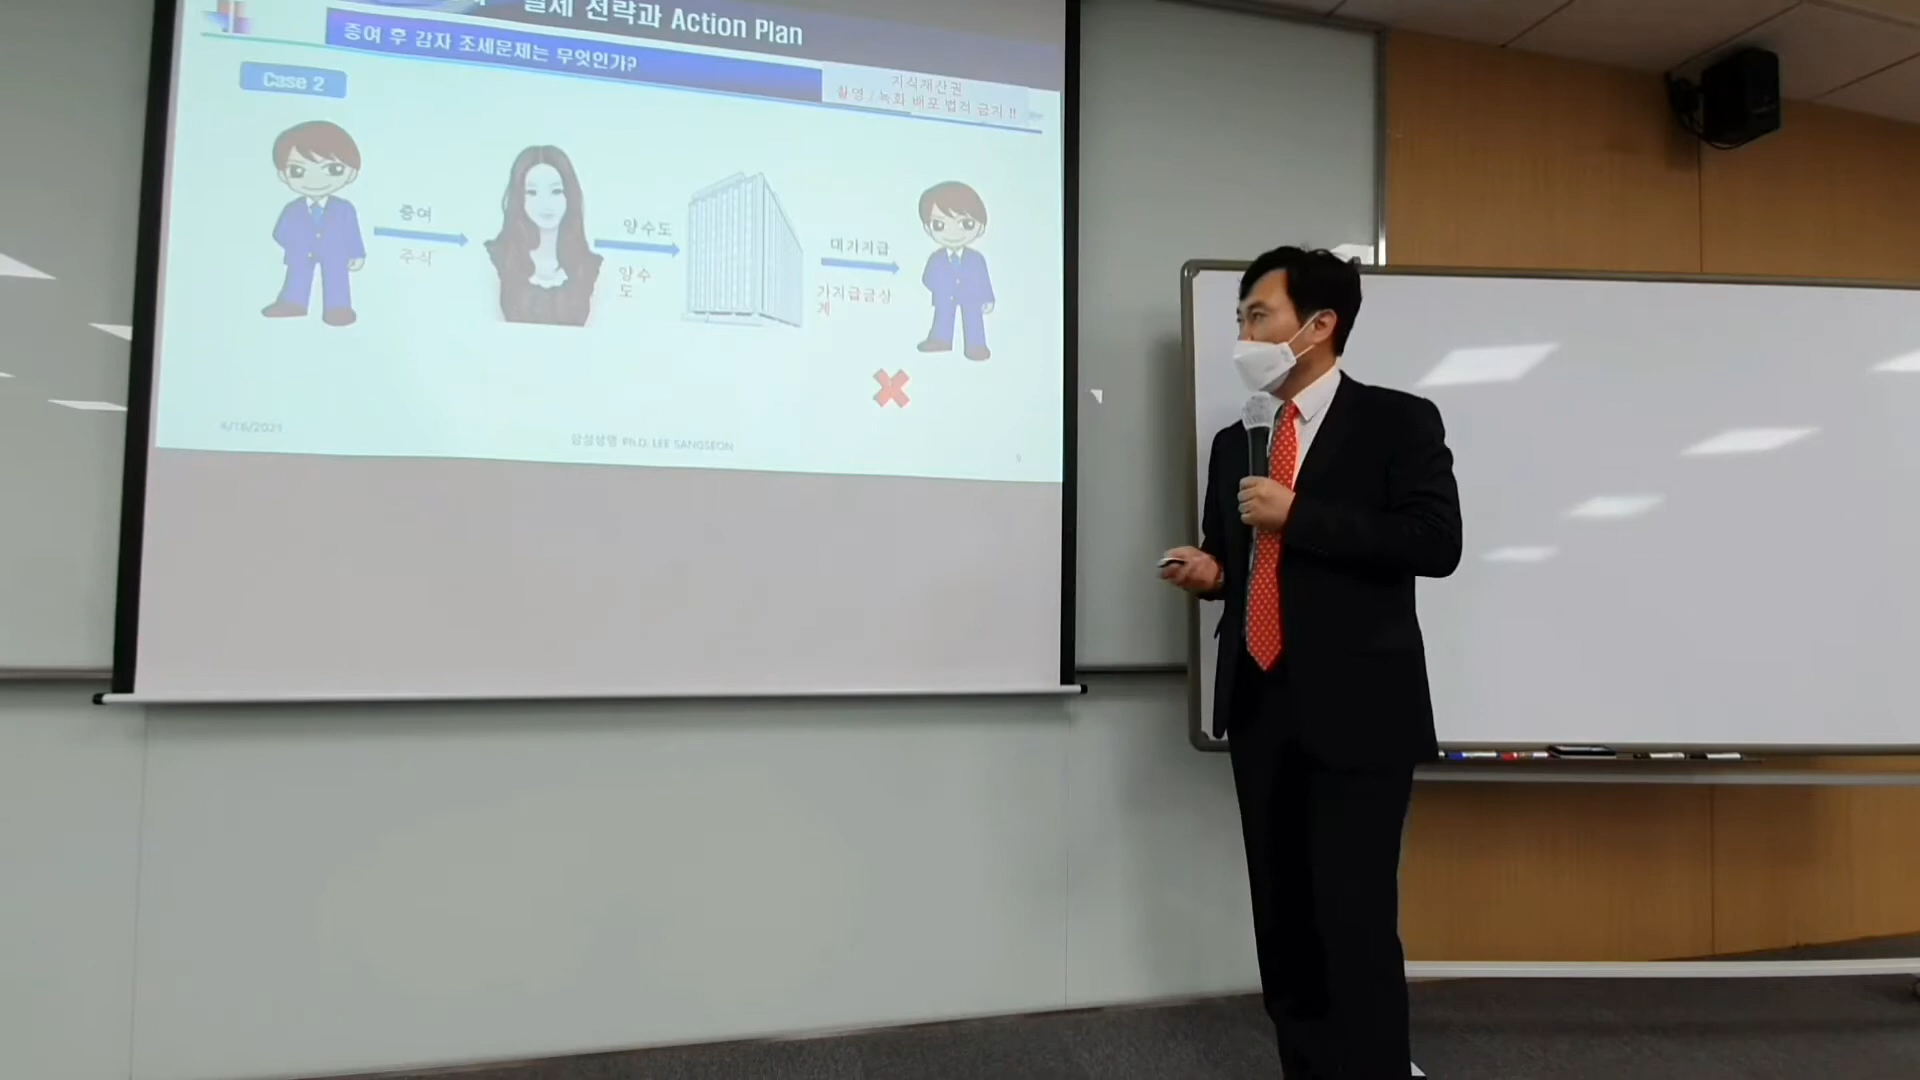 절세 전략과 Action Plan
증여 후 감자 조세문제는 무엇인가?
지식재산권
촬영 / 녹화 배포 법적 금지 !!
Case 2
증여
주식
양수도
양수
도
대가지급
가지급금상
계
4/16/2021
삼성생명 Ph.D. LEE SANGSEON